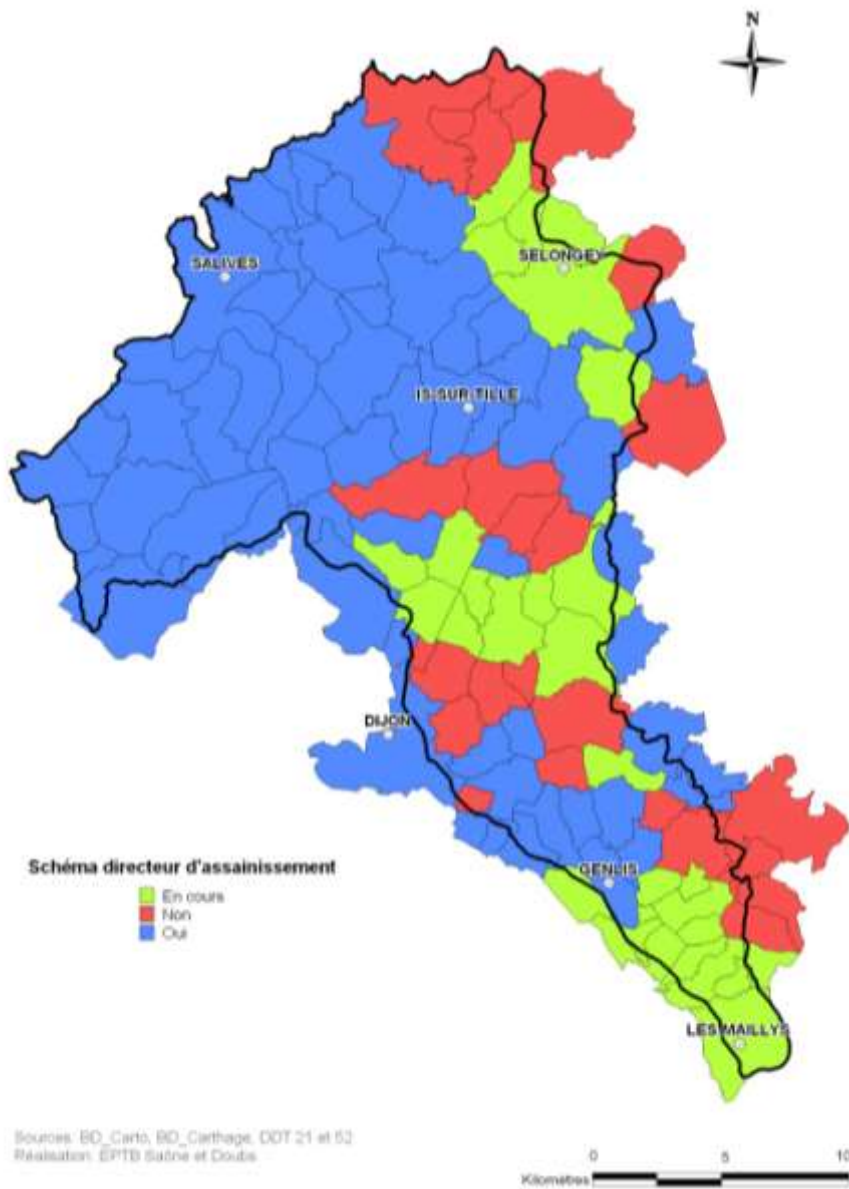 N
SALIVES
SELONGEY
IS SUR TILLE
DIJON
Schéma directeur d'assainissement
En cours
Non
Oui
GENLIS
LES MAILLYS
Sources: BD_Carto, BD_Carthage, DDT 21 et 52
Réalisation: EPTB Saône et Doubs
0 5 10
Kilomètres